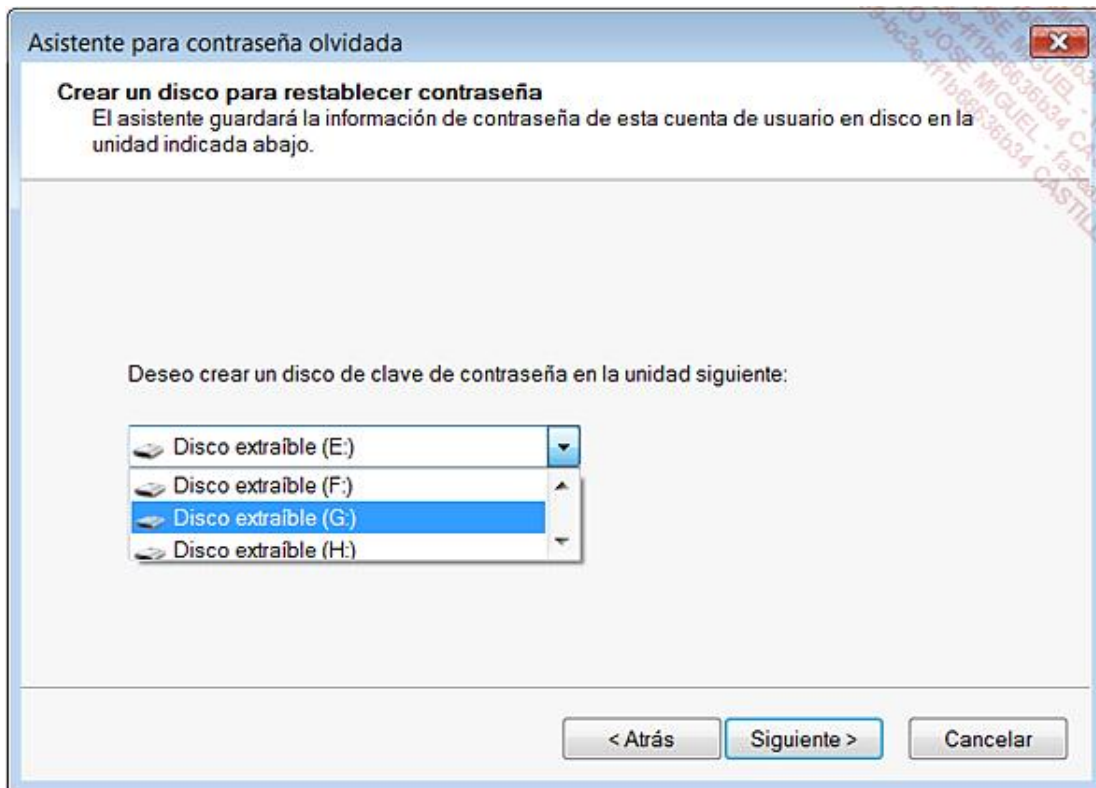 Asistente para contraseña olvidada
Crear un disco para restablecer contraseña
El asistente guardará la información de contraseña de esta cuenta de usuario en disco en la
unidad indicada abajo.
Deseo crear un disco de clave de contraseña en la unidad siguiente:
Disco extraíble (E:)
Disco extraíble (F:)
Disco extraíble (G:)
Disco extraíble (H:)
< Atrás
Siguiente >
Cancelar